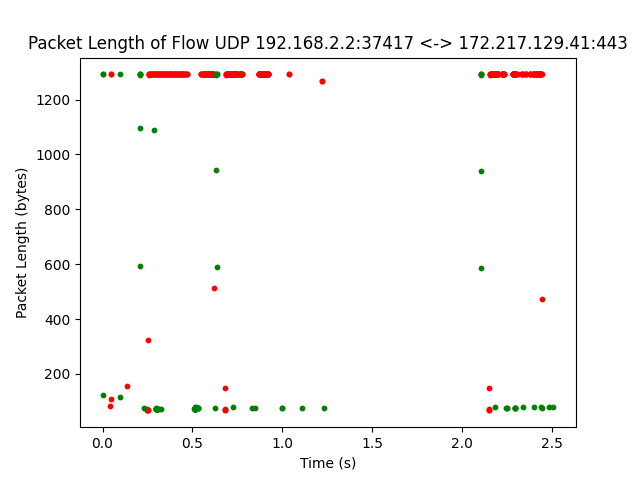 Packet Length of Flow UDP 192.168.2.2:37417 <-> 172.217.129.41:443
Packet Length (bytes)
1200
1000
800
600
400
200
0.0 0.5 1.0 1.5 2.0 2.5
Time (s)